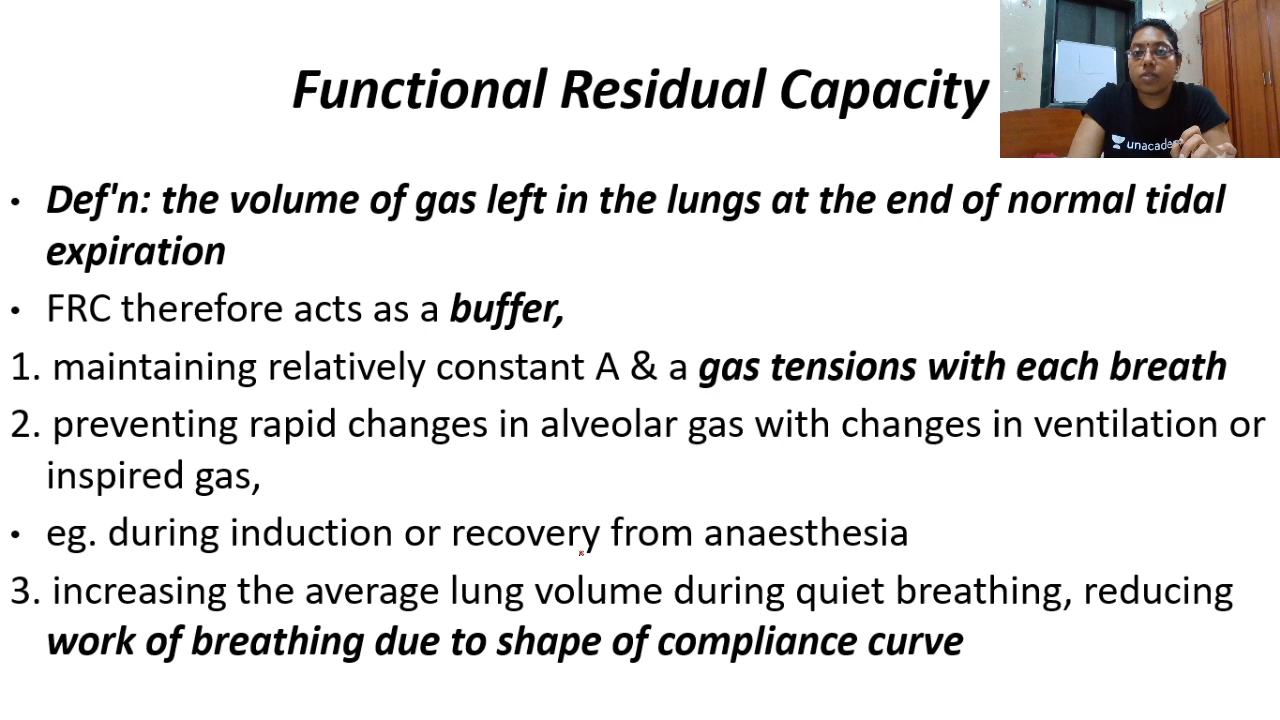 Functional Residual Capacity
unacade
• Def'n: the volume of gas left in the lungs at the end of normal tidal
expiration
• FRC therefore acts as a buffer,
1. maintaining relatively constant A & a gas tensions with each breath
2. preventing rapid changes in alveolar gas with changes in ventilation or
inspired gas,
• eg. during induction or recovery from anaesthesia
3. increasing the average lung volume during quiet breathing, reducing
work of breathing due to shape of compliance curve